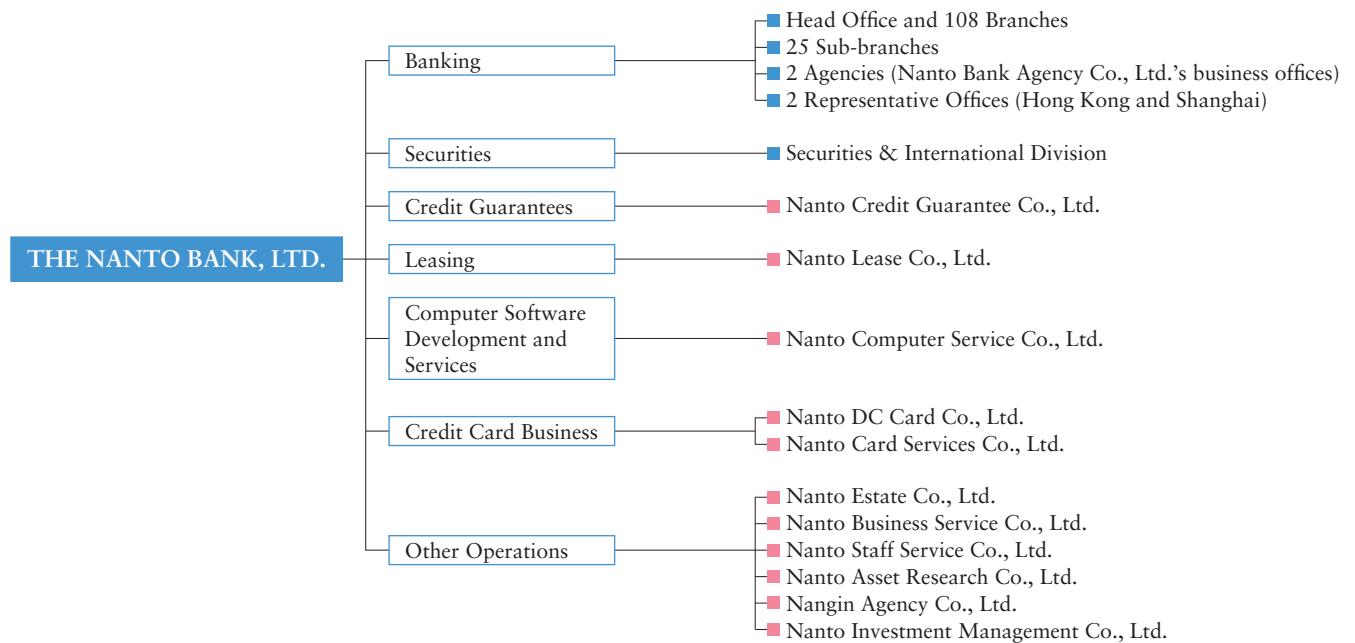 THE NANTO BANK, LTD.
Banking
Head Office and 108 Branches
25 Sub-branches
2 Agencies (Nanto Bank Agency Co., Ltd.'s business offices)
2 Representative Offices (Hong Kong and Shanghai)
Securities
Securities & International Division
Credit Guarantees
Nanto Credit Guarantee Co., Ltd.
Leasing
Nanto Lease Co., Ltd.
Computer Software
Development and
Services
Nanto Computer Service Co., Ltd.
Credit Card Business
Nanto DC Card Co., Ltd.
Nanto Card Services Co., Ltd.
Other Operations
Nanto Estate Co., Ltd.
Nanto Business Service Co., Ltd.
Nanto Staff Service Co., Ltd.
Nanto Asset Research Co., Ltd.
Nangin Agency Co., Ltd.
Nanto Investment Management Co., Ltd.